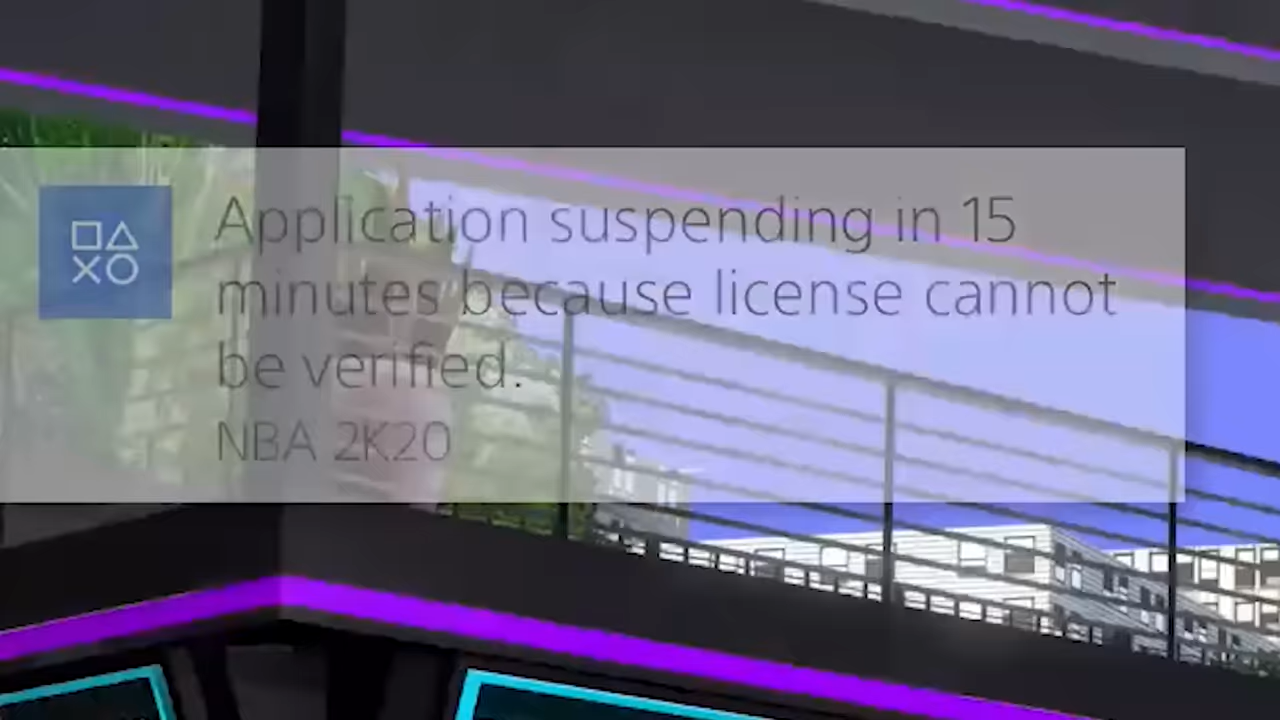 Application suspending in 15
minutes because license cannot
be verified.
NBA 2K20